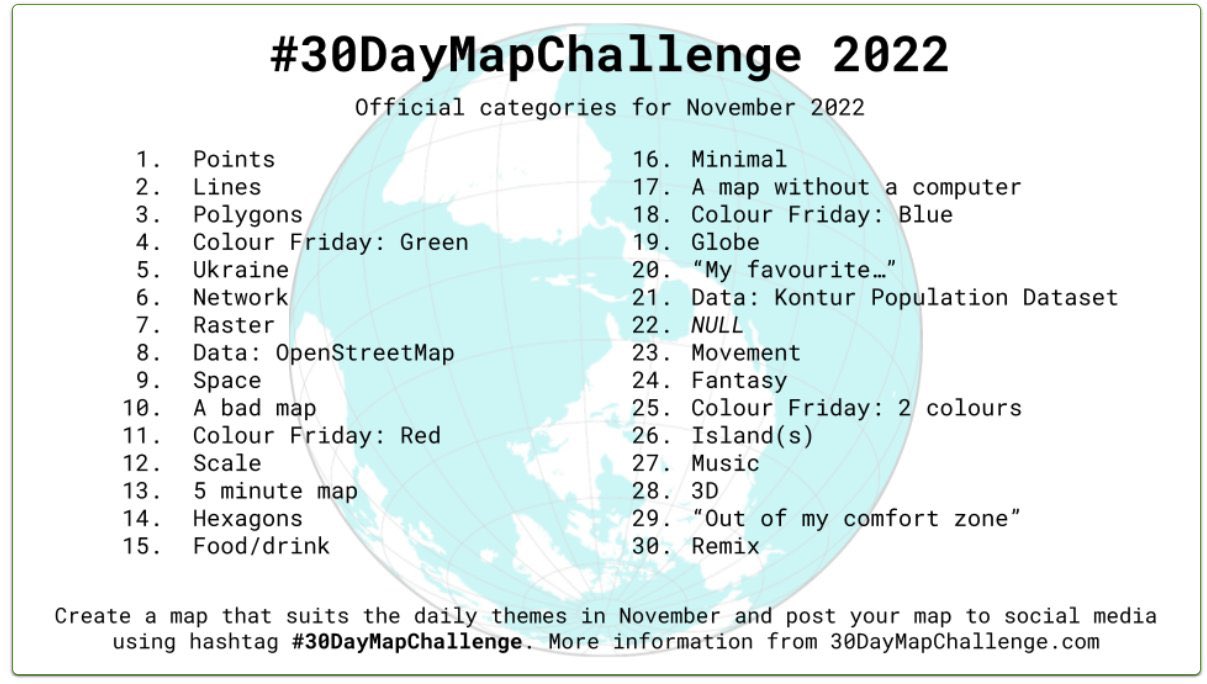 #30DayMapChallenge 2022
Official categories for November 2022
1. Points
2. Lines
3. Polygons
4. Colour Friday: Green
5. Ukraine
6. Network
7. Raster
8. Data: OpenStreetMap
9. Space
10. A bad map
11. Colour Friday: Red
12. Scale
13. 5 minute map
14. Hexagons
15. Food/drink
16. Minimal
17. A map without a computer
18. Colour Friday: Blue
19. Globe
20. “My favourite…”
21. Data: Kontur Population Dataset
22. NULL
23. Movement
24. Fantasy
25. Colour Friday: 2 colours
26. Island(s)
27. Music
28. 3D
29. “Out of my comfort zone”
30. Remix
Create a map that suits the daily themes in November and post your map to social media
using hashtag #30DayMapChallenge. More information from 30DayMapChallenge.com